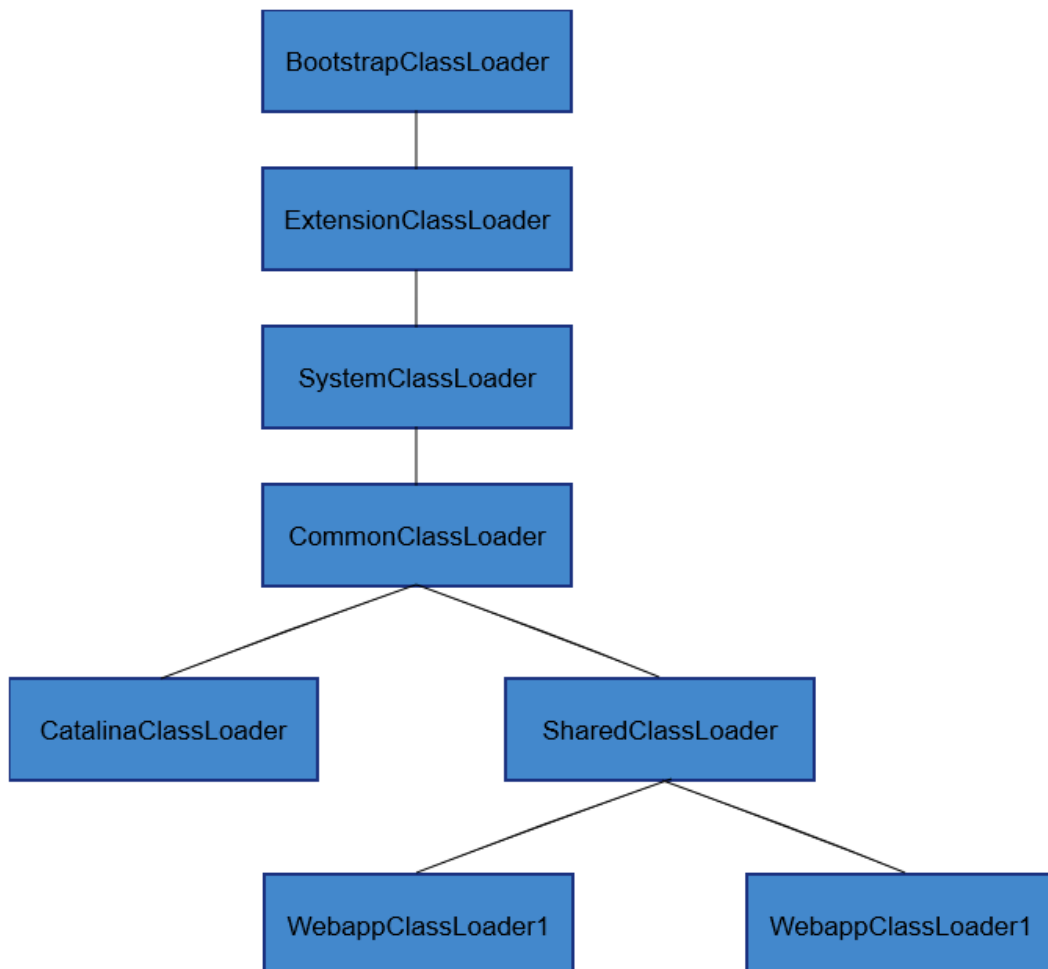 BootstrapClassLoader
ExtensionClassLoader
SystemClassLoader
CommonClassLoader
CatalinaClassLoader
SharedClassLoader
WebappClassLoader1
WebappClassLoader1